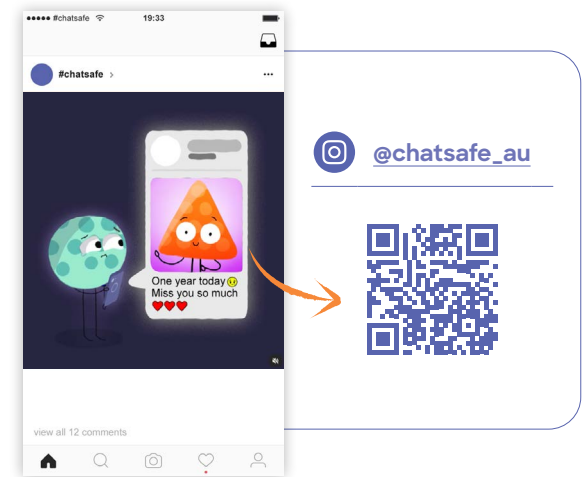 #chatsafe 19:33
#chatsafe
One year today
Miss you so much
view all 12 comments
@chatsafe_au